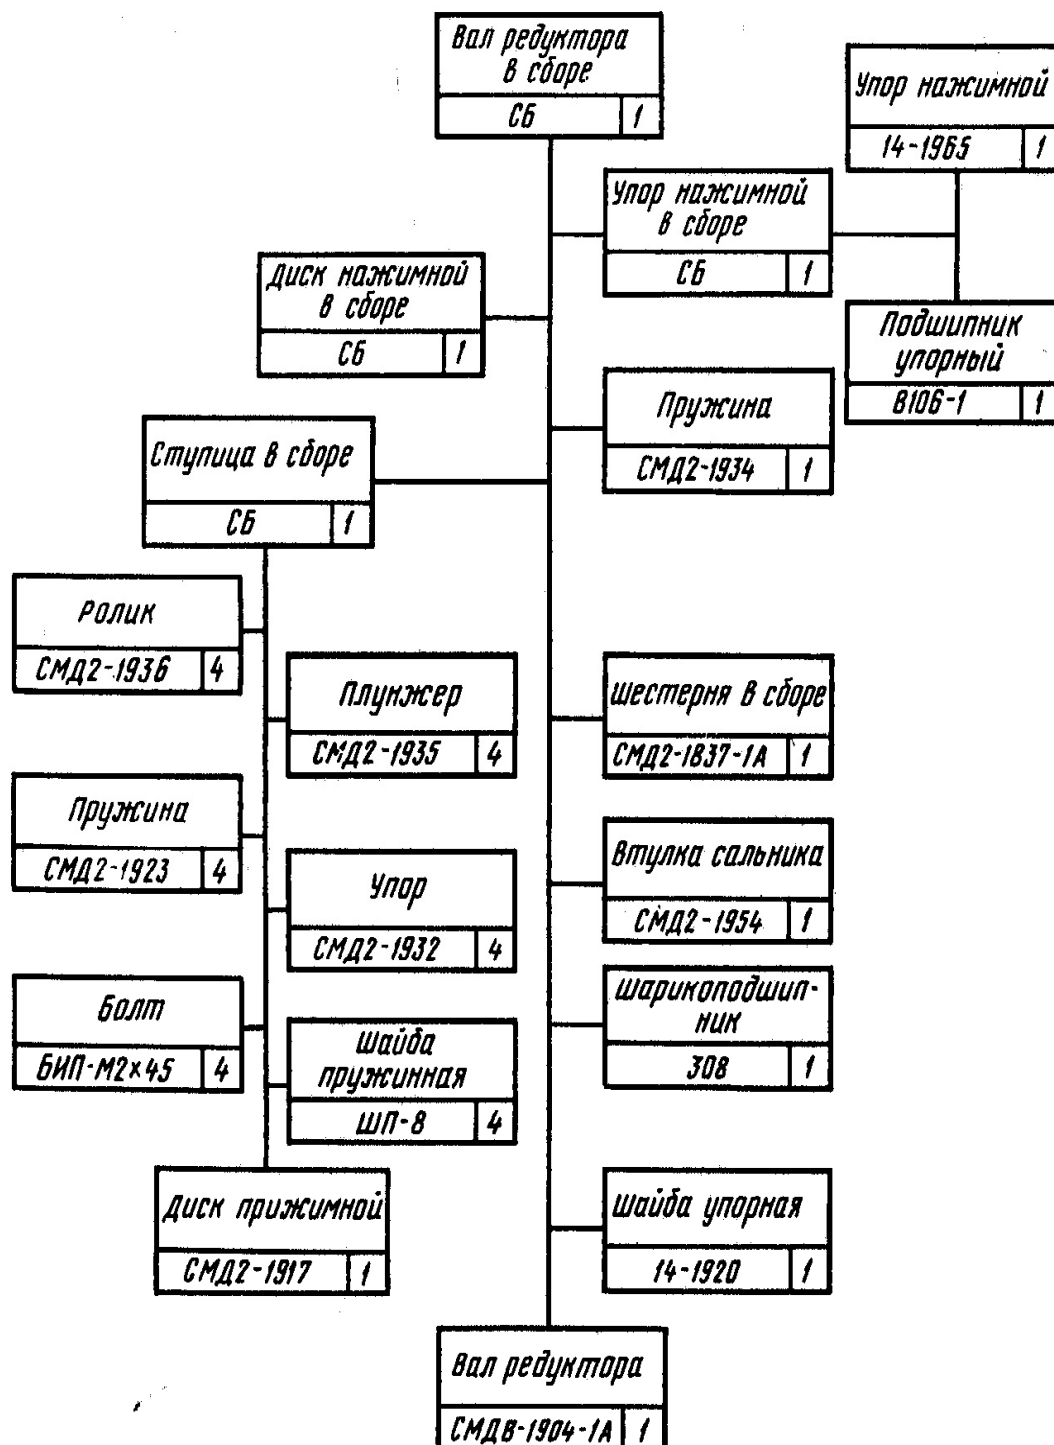 Вал редуктора
в сборе
СБ 1
Упор нажимной
14-1965 1
Упор нажимной
в сборе
СБ 1
Диск нажимной
в сборе
СБ 1
Подшипник
упорный
В106-1 1
Пружина
СМД2-1934 1
Ступица в сборе
СБ 1
Ролик
СМД2-1936 4
Плунжер
СМД2-1935 4
Шестерня в сборе
СМД2-1В37-1А 1
Пружина
СМД2-1923 4
Упор
СМД2-1932 4
Втулка сальника
СМД2-1954 1
Болт
БИП-М2×45 4
Шайба
пружинная
ШП-8 4
Шарикоподшип-
ник
308 1
Диск прижимной
СМД2-1917 1
Шайба упорная
14-1920 1
Вал редуктора
СМДВ-1904-1А 1